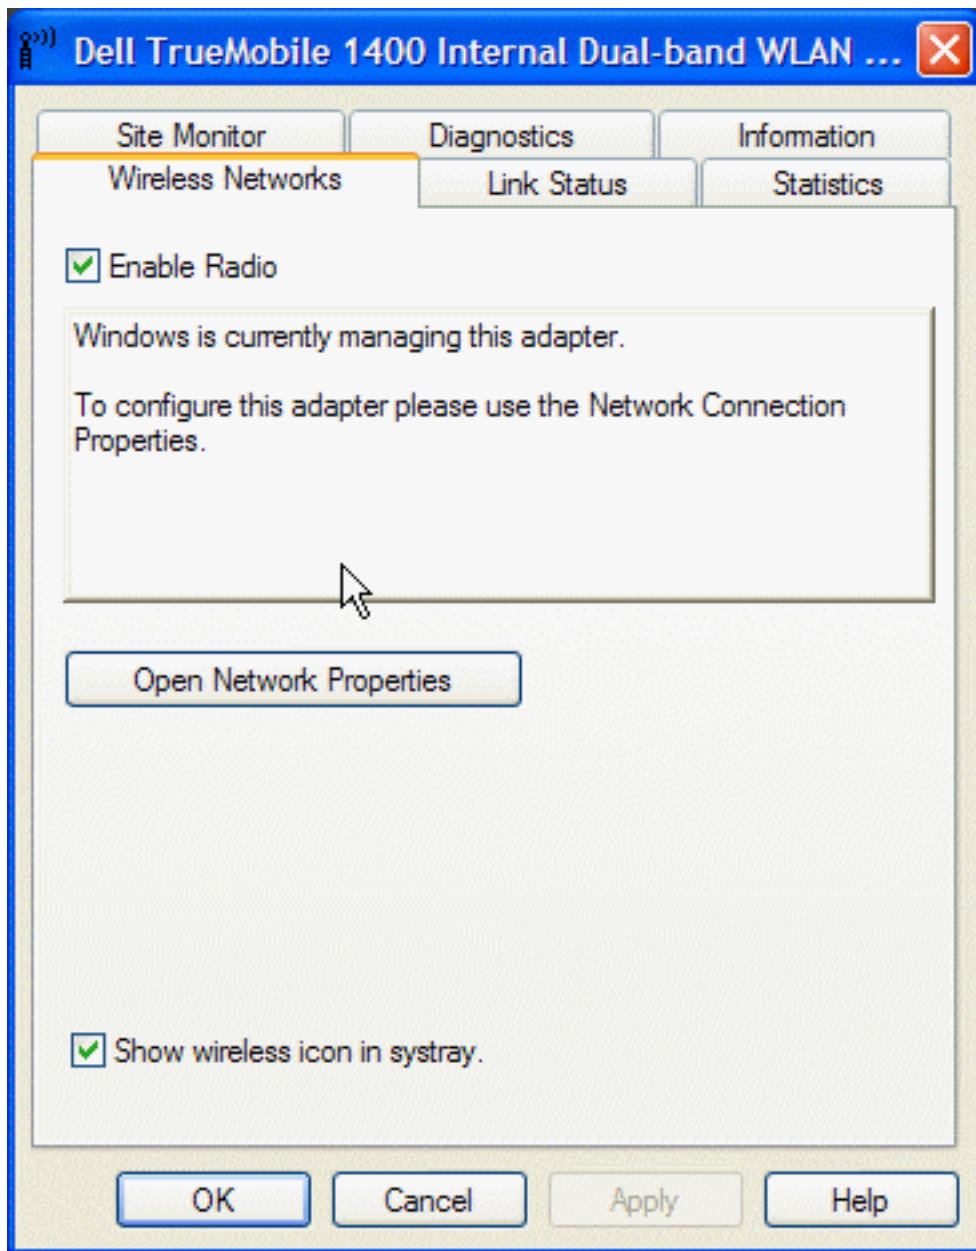 Dell TrueMobile 1400 Internal Dual-band WLAN ...
Site Monitor
Diagnostics
Information
Wireless Networks
Link Status
Statistics
Enable Radio
Windows is currently managing this adapter.
To configure this adapter please use the Network Connection
Properties.
Open Network Properties
Show wireless icon in systray.
OK
Cancel
Apply
Help